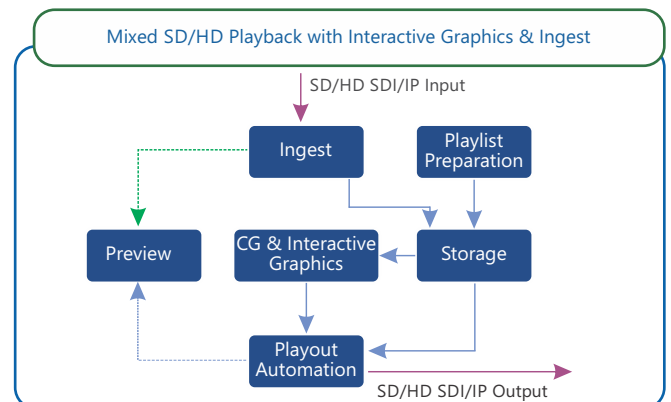 Mixed SD/HD Playback with Interactive Graphics & Ingest
SD/HD SDI/IP Input
Ingest
Playlist
Preparation
Preview
CG & Interactive
Graphics
Storage
Playout
Automation
SD/HD SDI/IP Output